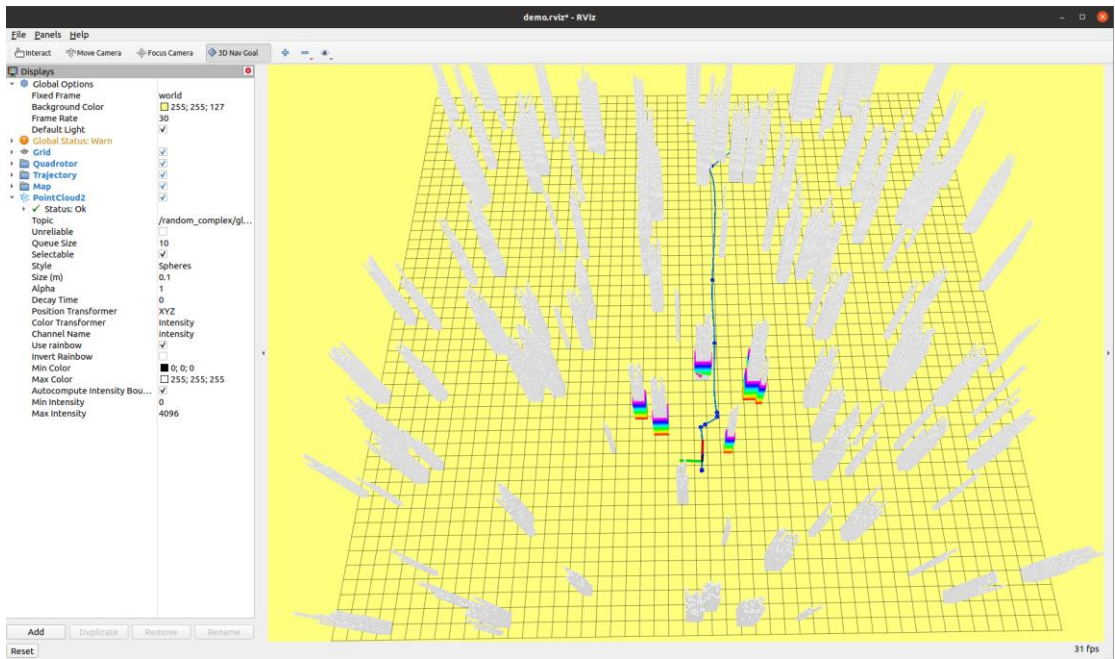 demo.rviz* - RViz
File Panels Help
Interact Move Camera Focus Camera 3D Nav Goal
Displays
Global Options
Fixed Frame world
Background Color 255; 255; 127
Frame Rate 30
Default Light
Global Status: Warn
Grid
Quadrotor
Trajectory
Map
PointCloud2
Status: Ok
Topic /random_complex/gl...
Unreliable
Queue Size 10
Selectable
Style Spheres
Size (m) 0.1
Alpha 1
Decay Time 0
Position Transformer XYZ
Color Transformer Intensity
Channel Name intensity
Use rainbow
Invert Rainbow
Min Color 0; 0; 0
Max Color 255; 255; 255
Autocompute Intensity Bou...
Min Intensity 0
Max Intensity 4096
Add Duplicate Remove Rename
Reset 31 fps